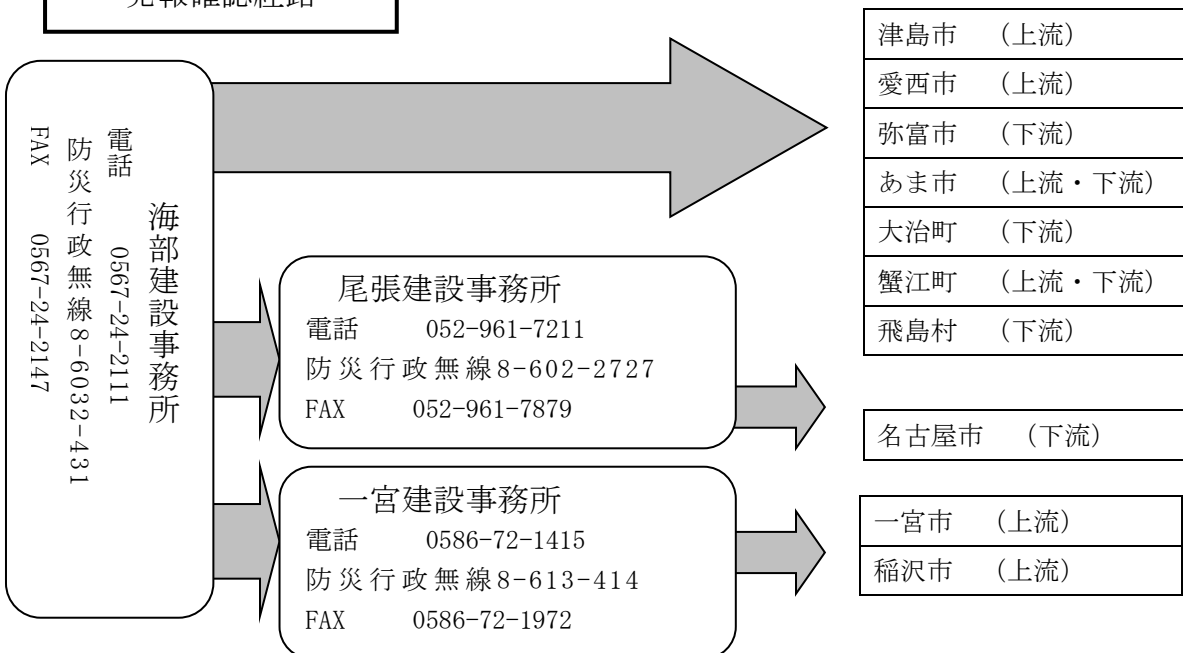 発報確認経路
海部建設事務所
電話 0567-24-2111
防災行政無線8-6032-431
FAX 0567-24-2147
尾張建設事務所
電話 052-961-7211
防災行政無線8-602-2727
FAX 052-961-7879
一宮建設事務所
電話 0586-72-1415
防災行政無線8-613-414
FAX 0586-72-1972
津島市 （上流）
愛西市 （上流）
弥富市 （下流）
あま市 （上流・下流）
大治町 （下流）
蟹江町 （上流・下流）
飛島村 （下流）
名古屋市 （下流）
一宮市 （上流）
稲沢市 （上流）